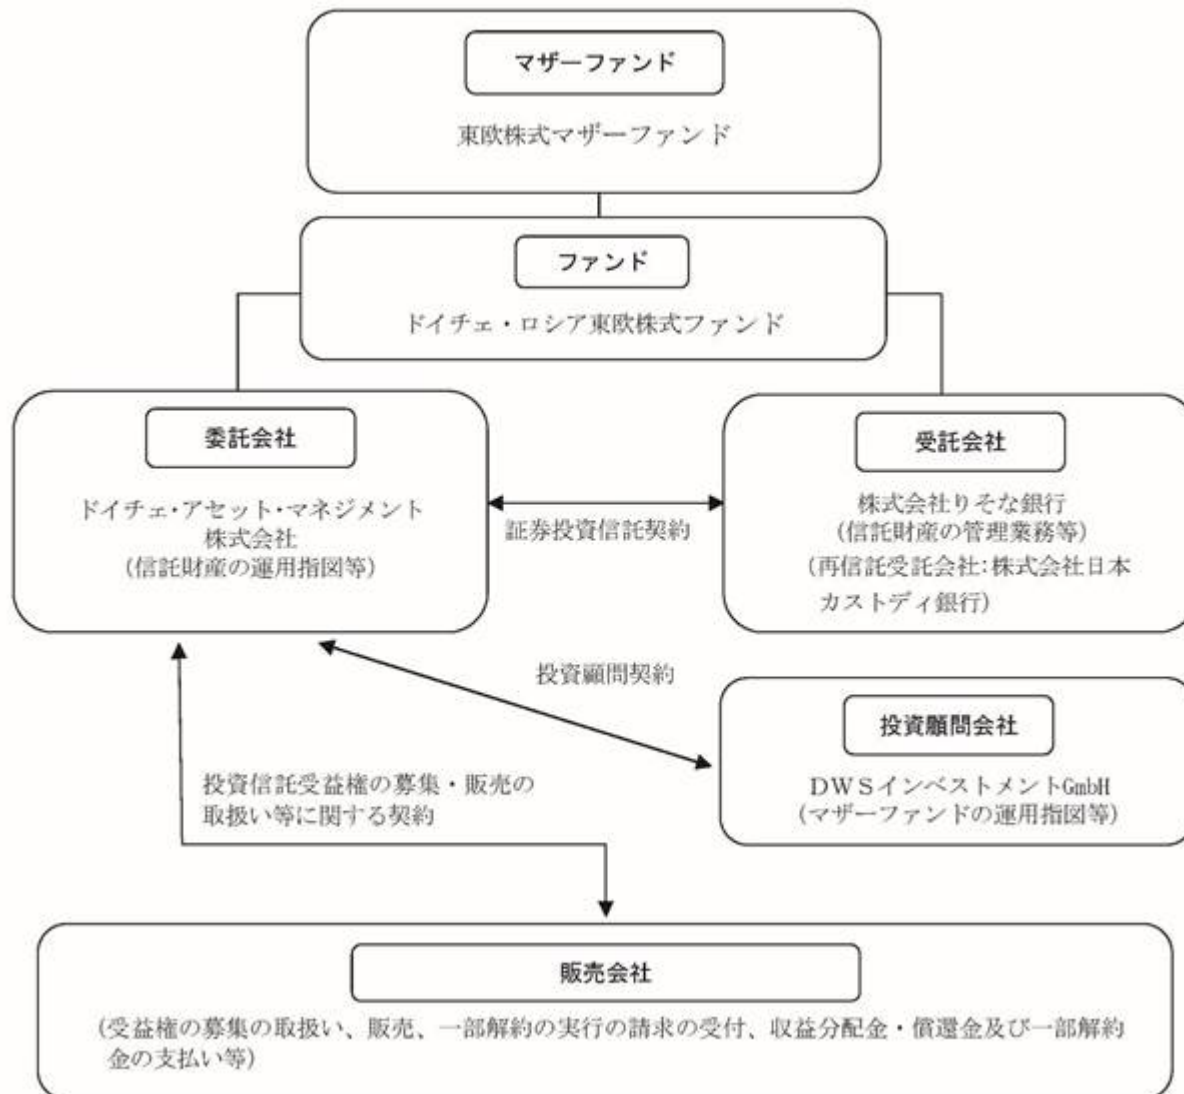 マザーファンド
東欧株式マザーファンド
ファンド
ドイチェ・ロシア東欧株式ファンド
委託会社
ドイチェ・アセット・マネジメント
株式会社
(信託財産の運用指図等)
証券投資信託契約
受託会社
株式会社りそな銀行
(信託財産の管理業務等)
(再信託受託会社:株式会社日本
カストディ銀行)
投資顧問契約
投資顧問会社
DWSインベストメントGmbH
(マザーファンドの運用指図等)
投資信託受益権の募集・販売の
取扱い等に関する契約
販売会社
(受益権の募集の取扱い、販売、一部解約の実行の請求の受付、収益分配金・償還金及び一部解約
金の支払い等)